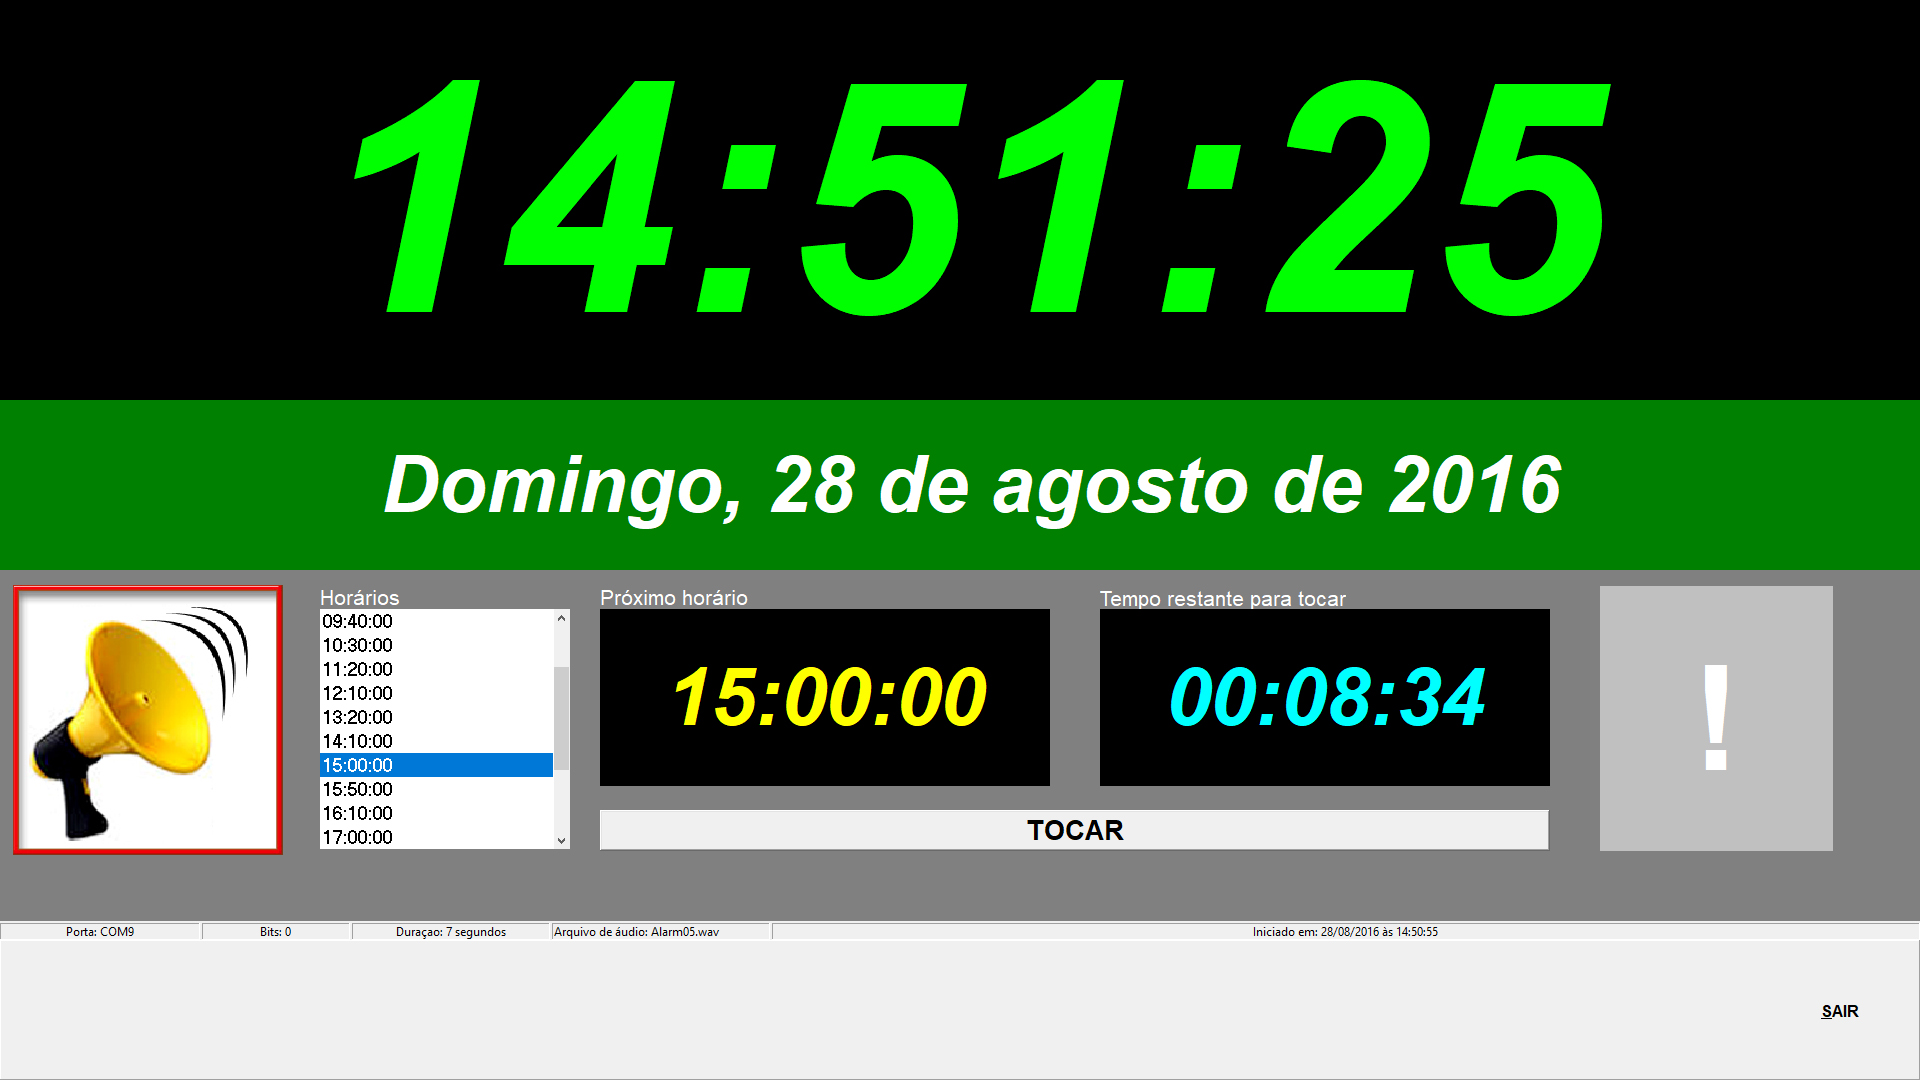 14:51:25
Domingo, 28 de agosto de 2016
Horários
09:40:00
10:30:00
11:20:00
12:10:00
13:20:00
14:10:00
15:00:00
15:50:00
16:10:00
17:00:00
Próximo horário
15:00:00
Tempo restante para tocar
00:08:34
TOCAR
!
Porta: COM9
Bits: 0
Duraçao: 7 segundos
Arquivo de áudio: Alarm05.wav
Iniciado em: 28/08/2016 às 14:50:55
SAIR